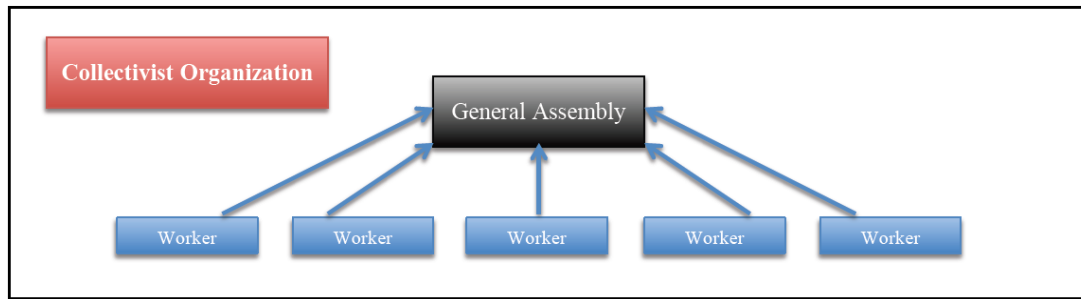 Collectivist Organization
General Assembly
Worker
Worker
Worker
Worker
Worker